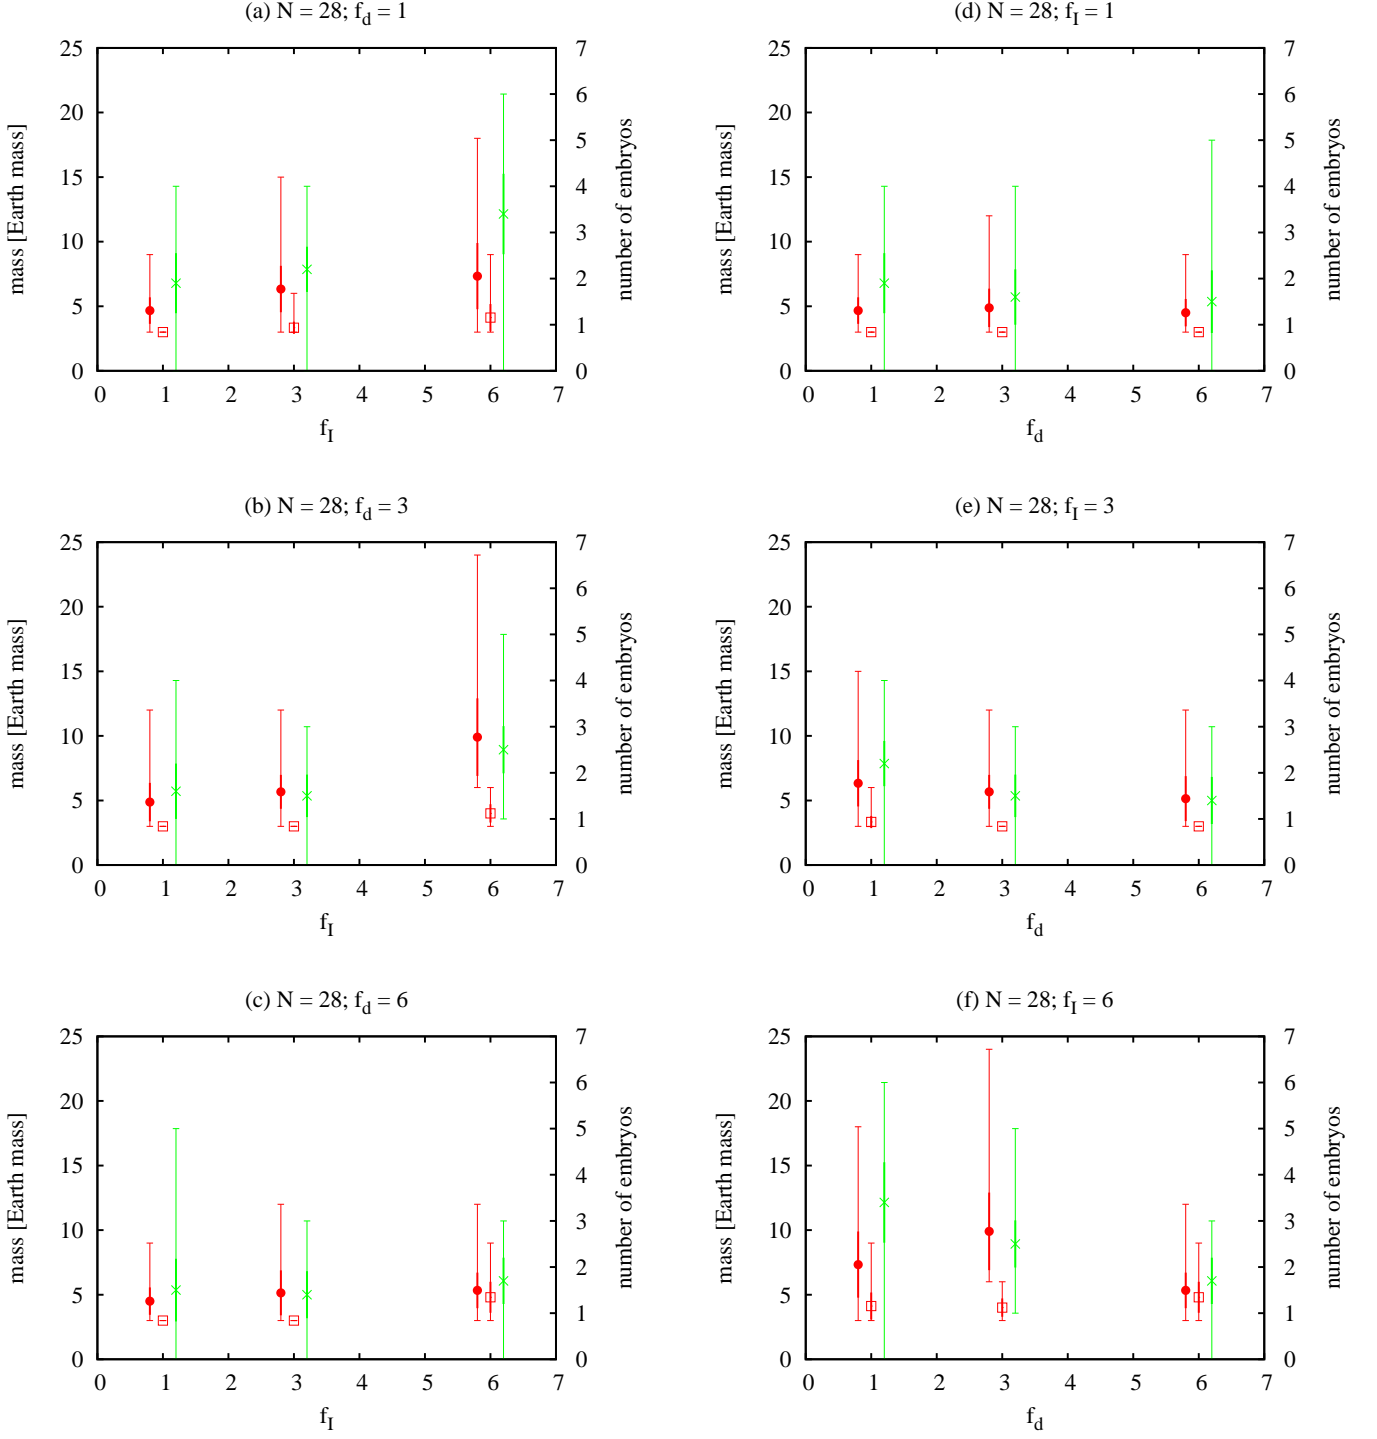 (a) N = 28; f_d = 1
mass [Earth mass]
25
20
15
10
5
0
0 1 2 3 4 5 6 7
f_I
7
6
5
4
3
2
1
0
number of embryos
(d) N = 28; f_I = 1
mass [Earth mass]
25
20
15
10
5
0
0 1 2 3 4 5 6 7
f_d
7
6
5
4
3
2
1
0
number of embryos
(b) N = 28; f_d = 3
mass [Earth mass]
25
20
15
10
5
0
0 1 2 3 4 5 6 7
f_I
7
6
5
4
3
2
1
0
number of embryos
(e) N = 28; f_I = 3
mass [Earth mass]
25
20
15
10
5
0
0 1 2 3 4 5 6 7
f_d
7
6
5
4
3
2
1
0
number of embryos
(c) N = 28; f_d = 6
mass [Earth mass]
25
20
15
10
5
0
0 1 2 3 4 5 6 7
f_I
7
6
5
4
3
2
1
0
number of embryos
(f) N = 28; f_I = 6
mass [Earth mass]
25
20
15
10
5
0
0 1 2 3 4 5 6 7
f_d
7
6
5
4
3
2
1
0
number of embryos